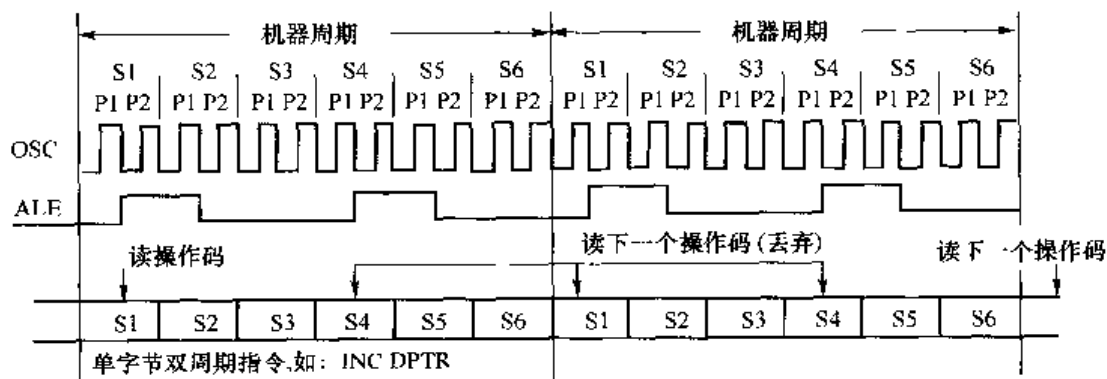 机器周期 机器周期
S1 S2 S3 S4 S5 S6 S1 S2 S3 S4 S5 S6
P1 P2 P1 P2 P1 P2 P1 P2 P1 P2 P1 P2 P1 P2 P1 P2 P1 P2 P1 P2 P1 P2 P1 P2
OSC
ALE
读操作码 读下一个操作码(丢弃) 读下一个操作码
S1 S2 S3 S4 S5 S6 S1 S2 S3 S4 S5 S6
单字节双周期指令,如: INC DPTR